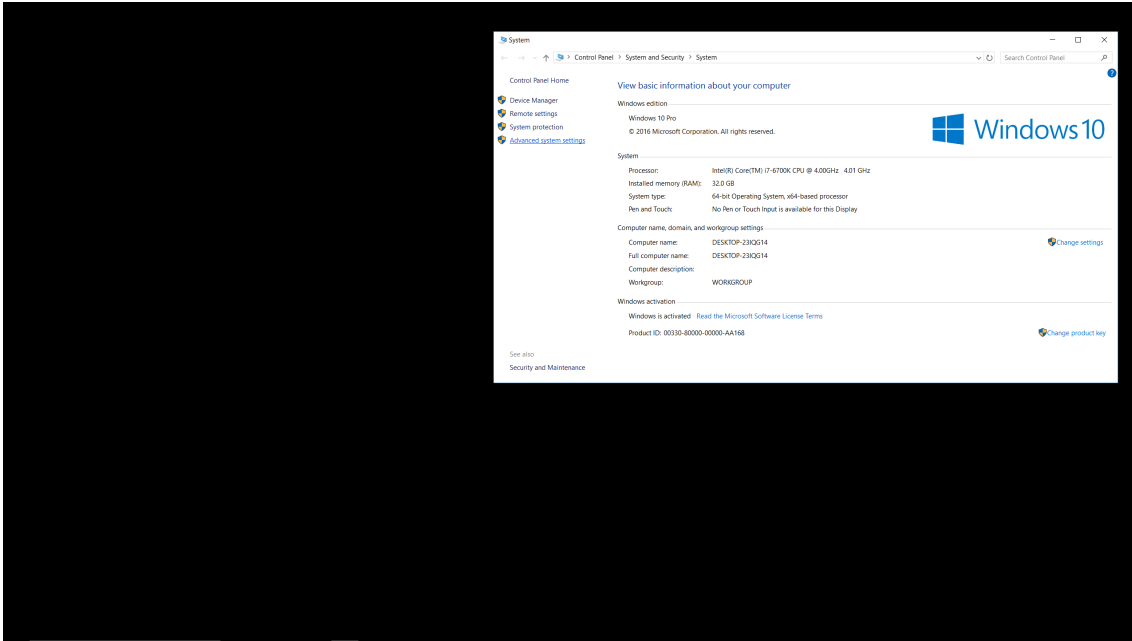 System
Control Panel > System and Security > System
Search Control Panel
Control Panel Home
Device Manager
Remote settings
System protection
Advanced system settings
See also
Security and Maintenance
View basic information about your computer
Windows edition
Windows 10 Pro
© 2016 Microsoft Corporation. All rights reserved.
Windows 10
System
Processor: Intel(R) Core(TM) i7-6700K CPU @ 4.00GHz 4.01 GHz
Installed memory (RAM): 32.0 GB
System type: 64-bit Operating System, x64-based processor
Pen and Touch: No Pen or Touch Input is available for this Display
Computer name, domain, and workgroup settings
Computer name: DESKTOP-23IQG14
Change settings
Full computer name: DESKTOP-23IQG14
Computer description:
Workgroup: WORKGROUP
Windows activation
Windows is activated Read the Microsoft Software License Terms
Product ID: 00330-80000-00000-AA168
Change product key